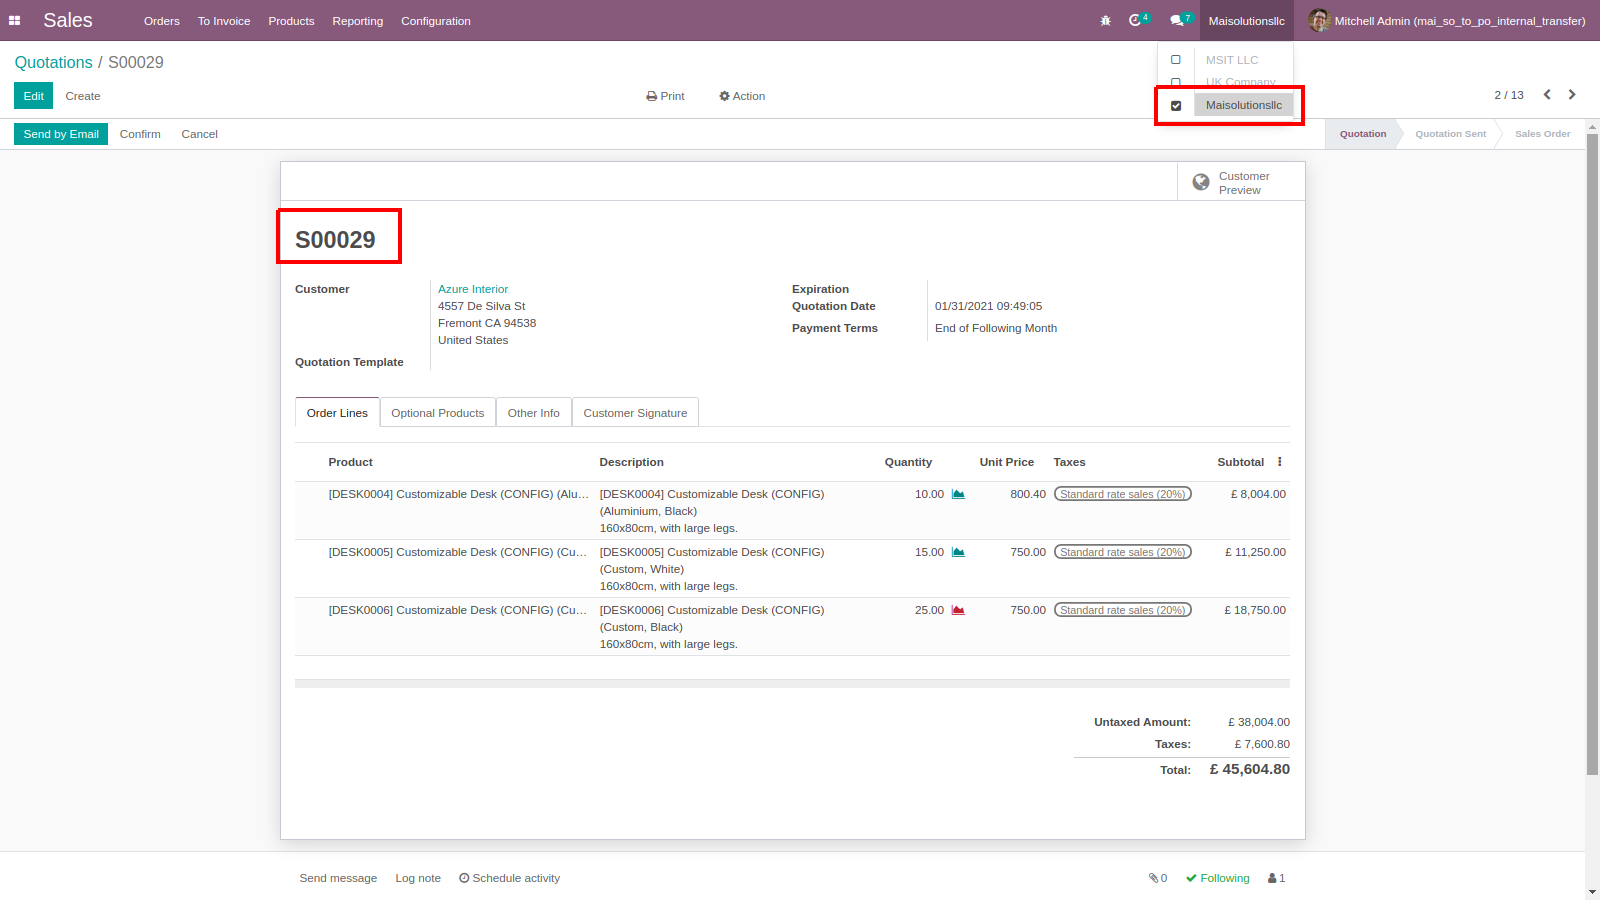 Sales Orders To Invoice Products Reporting Configuration 4 7 Maisolutionsllc Mitchell Admin (mai_so_to_po_internal_transfer)
Quotations / S00029
MSIT LLC
UK Company
Maisolutionsllc
Edit Create Print Action 2 / 13
Send by Email Confirm Cancel Quotation Quotation Sent Sales Order
Customer
Preview
S00029
Customer Azure Interior
4557 De Silva St
Fremont CA 94538
United States
Quotation Template
Expiration
Quotation Date 01/31/2021 09:49:05
Payment Terms End of Following Month
Order Lines Optional Products Other Info Customer Signature
Product Description Quantity Unit Price Taxes Subtotal
[DESK0004] Customizable Desk (CONFIG) (Alu… [DESK0004] Customizable Desk (CONFIG) 10.00 800.40 Standard rate sales (20%) £ 8,004.00
(Aluminium, Black)
160x80cm, with large legs.
[DESK0005] Customizable Desk (CONFIG) (Cu… [DESK0005] Customizable Desk (CONFIG) 15.00 750.00 Standard rate sales (20%) £ 11,250.00
(Custom, White)
160x80cm, with large legs.
[DESK0006] Customizable Desk (CONFIG) (Cu… [DESK0006] Customizable Desk (CONFIG) 25.00 750.00 Standard rate sales (20%) £ 18,750.00
(Custom, Black)
160x80cm, with large legs.
Untaxed Amount: £ 38,004.00
Taxes: £ 7,600.80
Total: £ 45,604.80
Send message Log note Schedule activity 0 Following 1